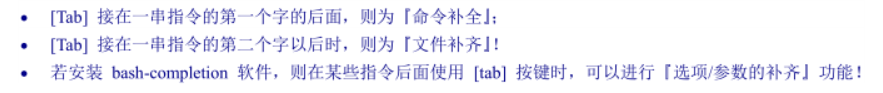 • [Tab] 接在一串指令的第一个字的后面，则为『命令补全』；
• [Tab] 接在一串指令的第二个字以后时，则为『文件补齐』！
• 若安装 bash-completion 软件，则在某些指令后面使用 [tab] 按键时，可以进行『选项/参数的补齐』功能！